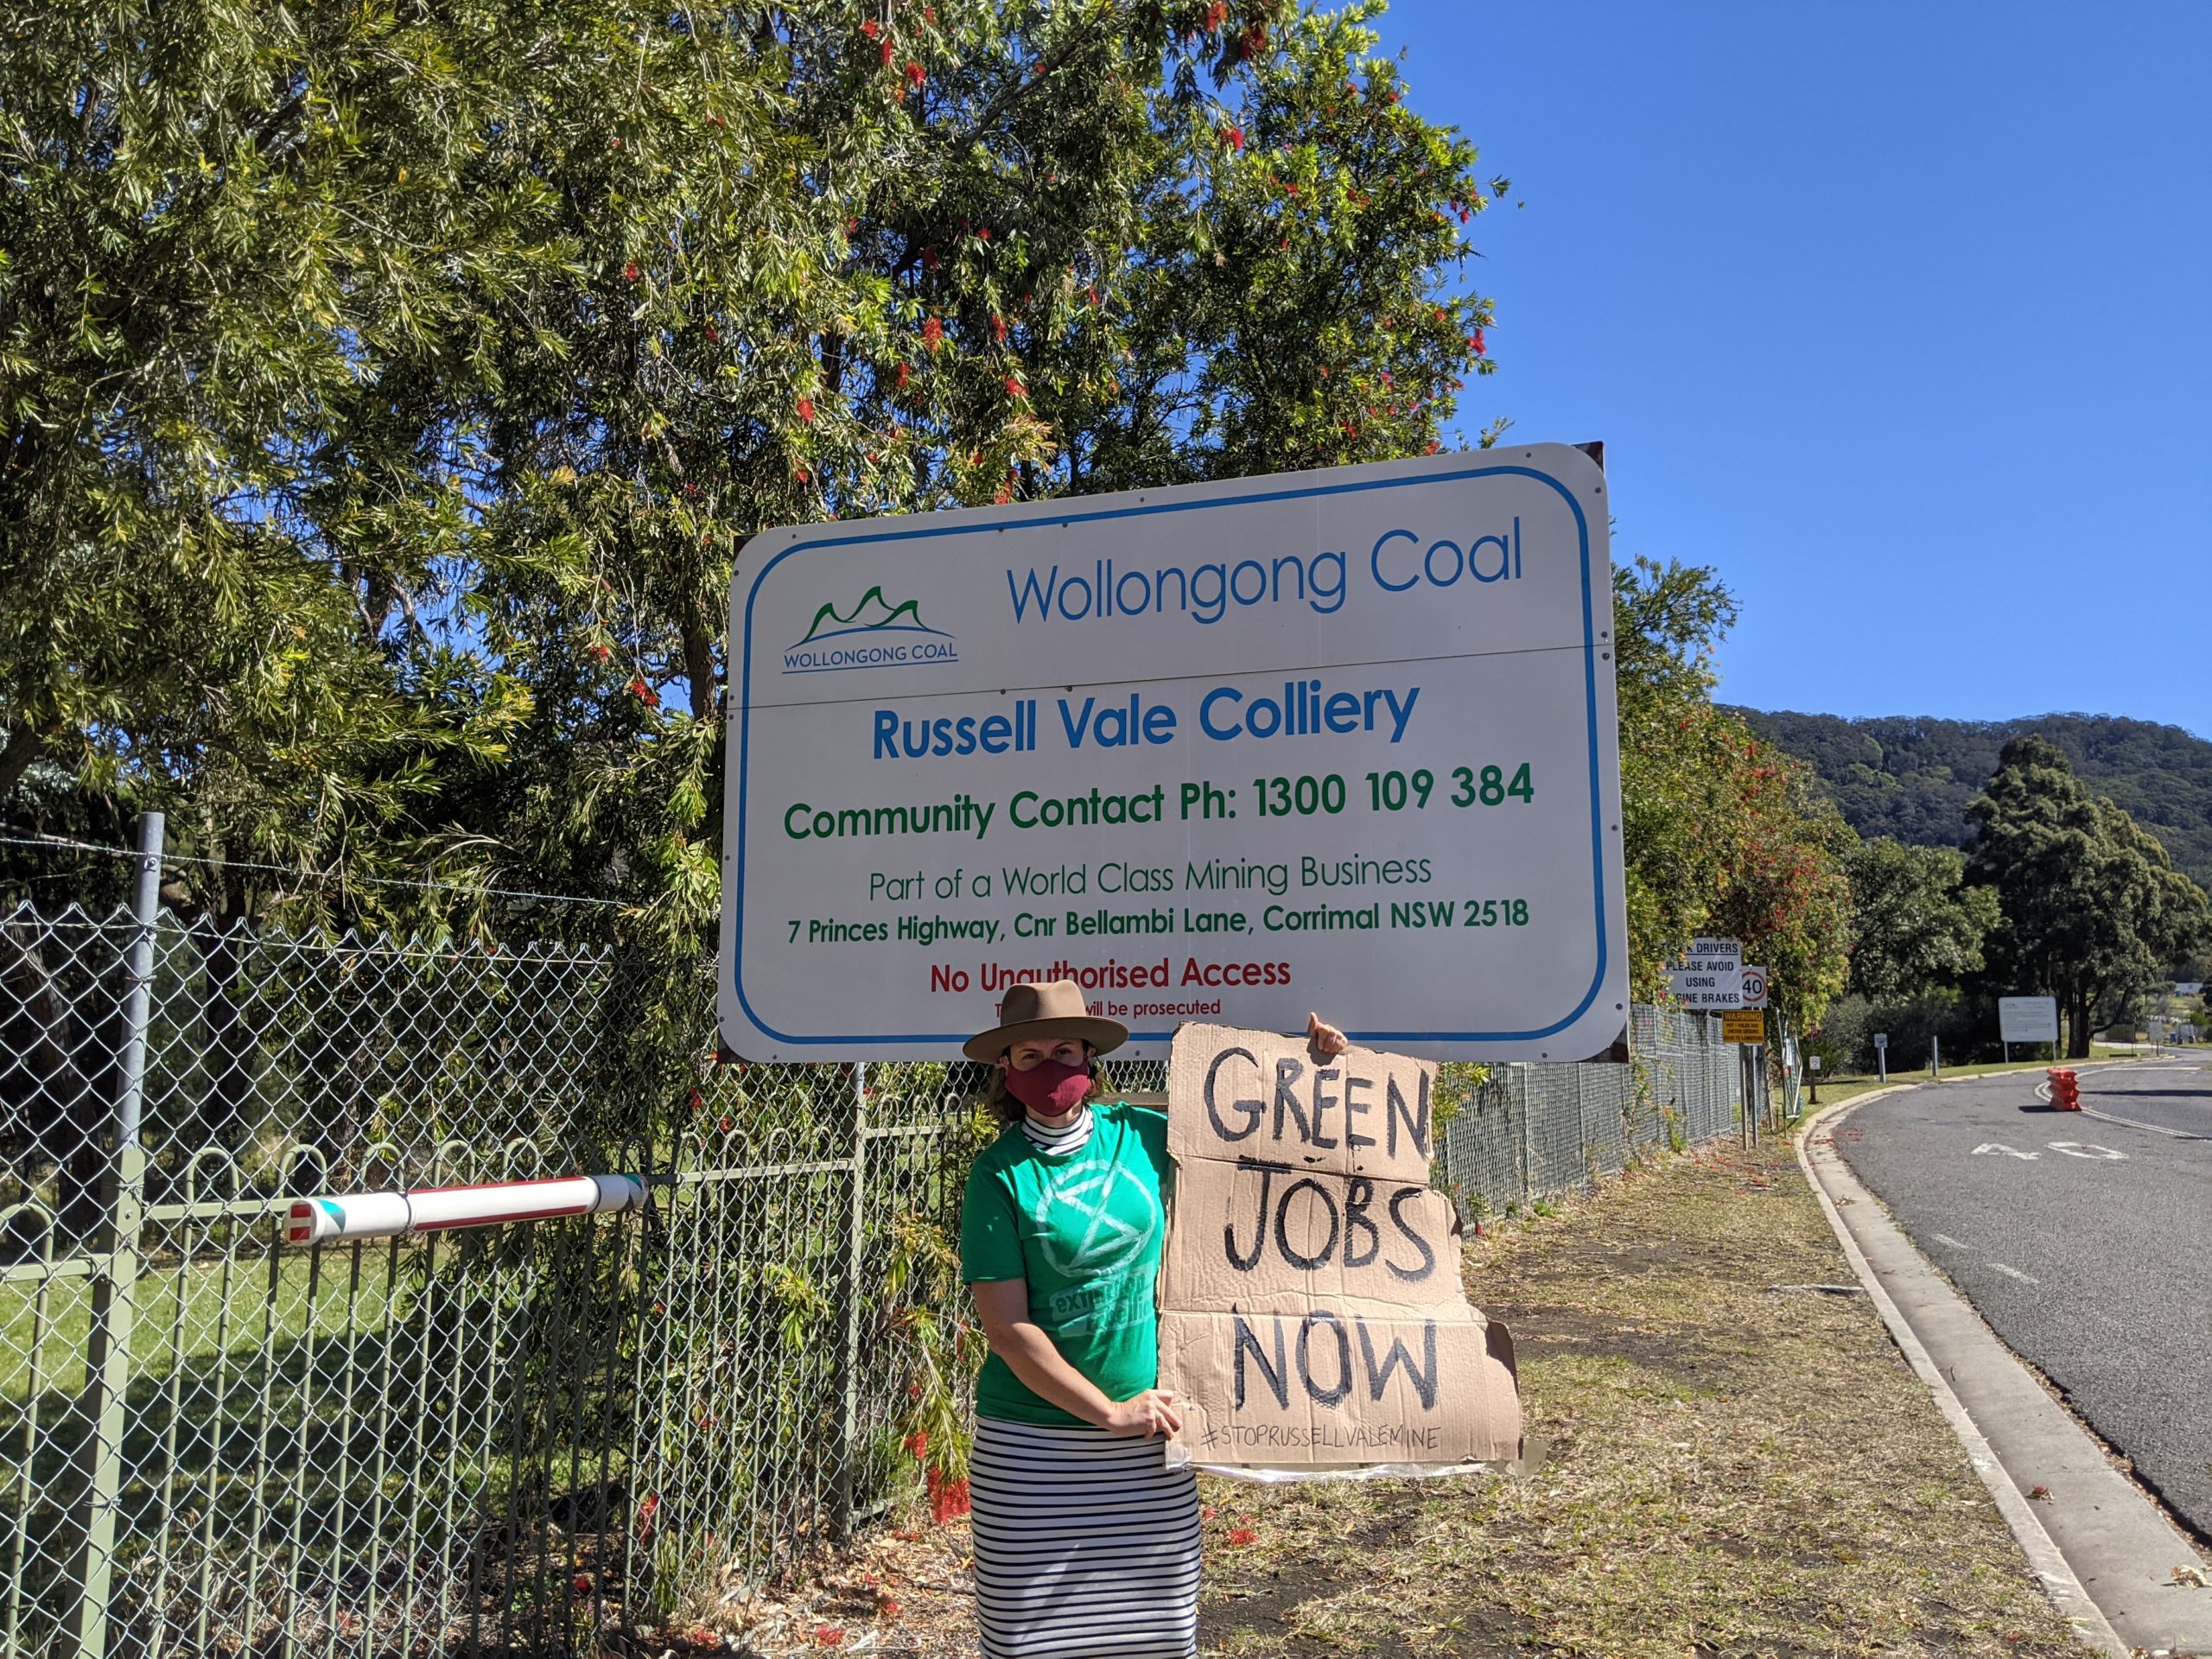 WOLLONGONG COAL
Wollongong Coal
Russell Vale Colliery
Community Contact Ph: 1300 109 384
Part of a World Class Mining Business
7 Princes Highway, Cnr Bellambi Lane, Corrimal NSW 2518
No Unauthorised Access
will be prosecuted
GREEN
JOBS
NOW
#STOPRUSSELLVALEMINE
DRIVERS
PLEASE AVOID
USING
BRAKES
40
WARNING
40